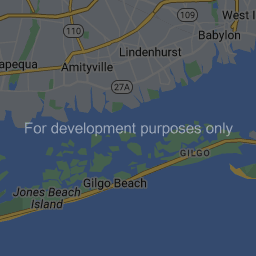 109
West I
110
Babylon
Lindenhurst
apequa
Amityville
27A
For development purposes only
GILGO
Gilgo Beach
Jones Beach
Island